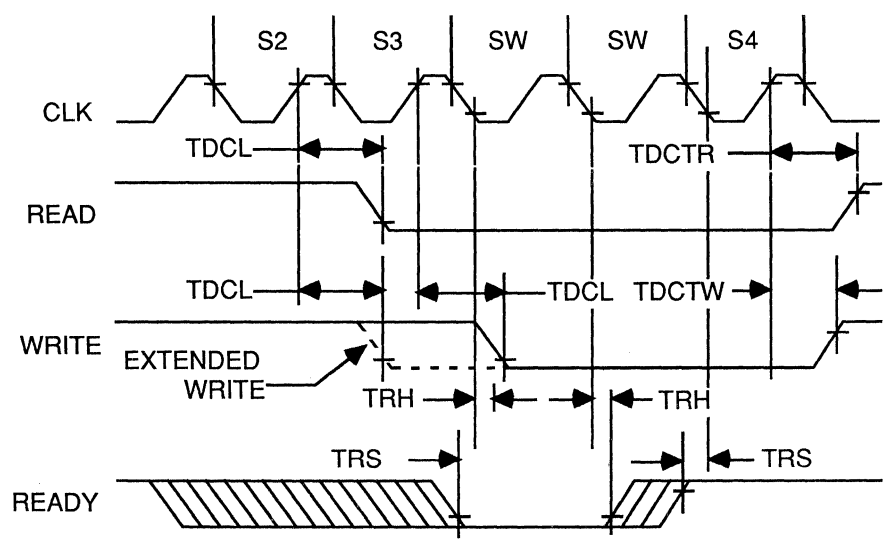 S2 S3 SW SW S4
CLK
TDCL TDCTR
READ
TDCL TDCL TDCTW
WRITE
EXTENDED
WRITE
TRH TRH
TRS TRS
READY